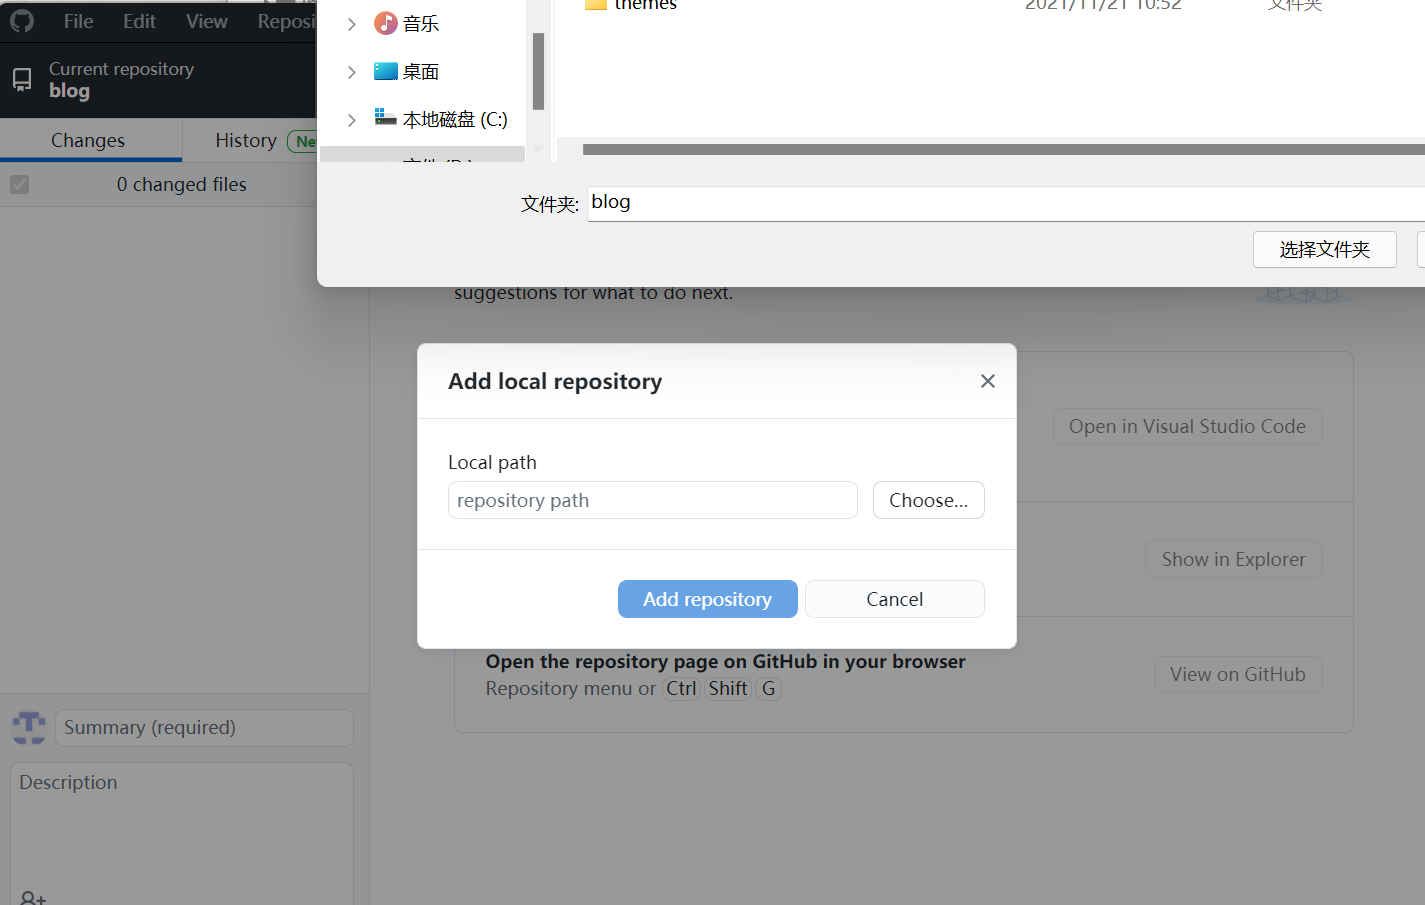 File Edit View
Current repository
blog
Changes History
0 changed files
Summary (required)
Description
音乐
桌面
本地磁盘 (C:)
themes 2021/11/21 10:52 文件夹
文件夹: blog
选择文件夹
suggestions for what to do next.
Add local repository
Local path
repository path Choose...
Add repository Cancel
Open in Visual Studio Code
Show in Explorer
Open the repository page on GitHub in your browser
Repository menu or Ctrl Shift G
View on GitHub